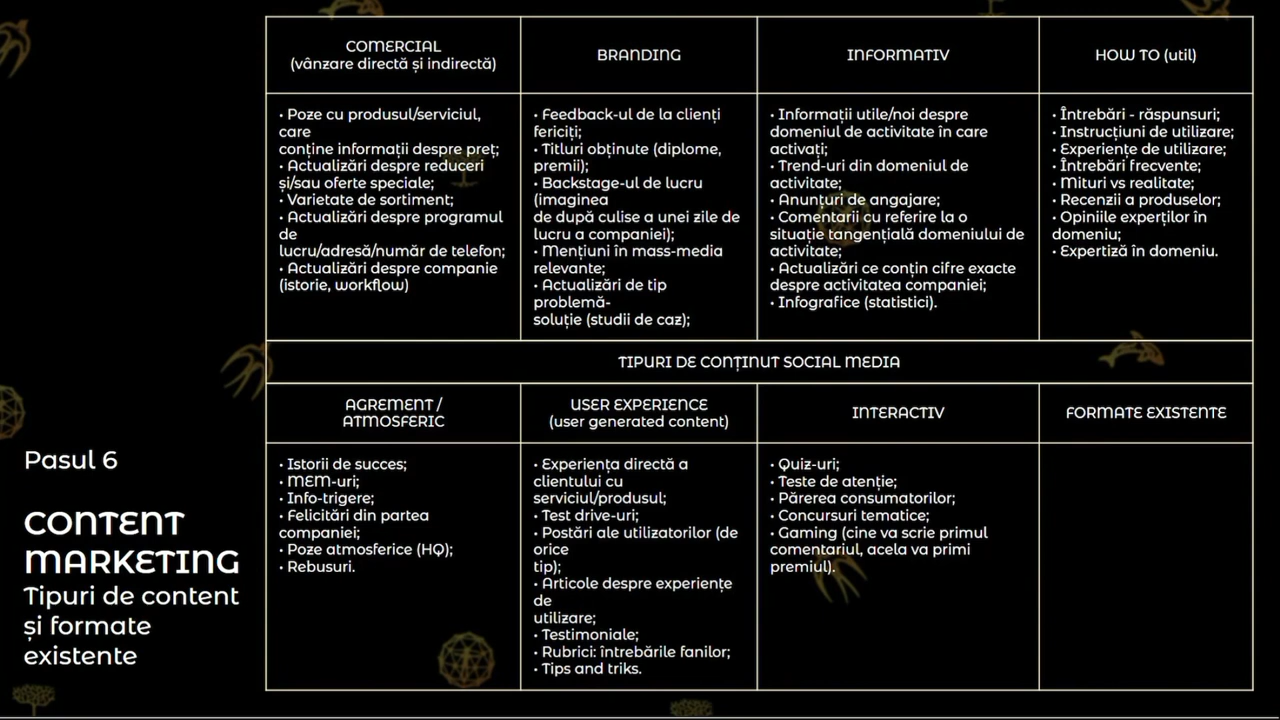 Pasul 6
CONTENT
MARKETING
Tipuri de content
și formate
existente
COMERCIAL
(vânzare directă și indirectă)
BRANDING
INFORMATIV
HOW TO (util)
• Poze cu produsul/serviciul,
care
conține informații despre preț;
• Actualizări despre reduceri
și/sau oferte speciale;
• Varietate de sortiment;
• Actualizări despre programul
de
lucru/adresă/număr de telefon;
• Actualizări despre companie
(istorie, workflow)
• Feedback-ul de la clienți
fericiți;
• Titluri obținute (diplome,
premii);
• Backstage-ul de lucru
(imaginea
de după culise a unei zile de
lucru a companiei);
• Mențiuni în mass-media
relevante;
• Actualizări de tip
problemă-
soluție (studii de caz);
• Informații utile/noi despre
domeniul de activitate în care
activați;
• Trend-uri din domeniul de
activitate;
• Anunțuri de angajare;
• Comentarii cu referire la o
situație tangențială domeniului de
activitate;
• Actualizări ce conțin cifre exacte
despre activitatea companiei;
• Infografice (statistici).
• Întrebări - răspunsuri;
• Instrucțiuni de utilizare;
• Experiențe de utilizare;
• Întrebări frecvente;
• Mituri vs realitate;
• Recenzii a produselor;
• Opiniile experților în
domeniu;
• Expertiză în domeniu.
TIPURI DE CONȚINUT SOCIAL MEDIA
AGREMENT /
ATMOSFERIC
USER EXPERIENCE
(user generated content)
INTERACTIV
FORMATE EXISTENTE
• Istorii de succes;
• MEM-uri;
• Info-trigere;
• Felicitări din partea
companiei;
• Poze atmosferice (HQ);
• Rebusuri.
• Experiența directă a
clientului cu
serviciul/produsul;
• Test drive-uri;
• Postări ale utilizatorilor (de
orice
tip);
• Articole despre experiențe
de
utilizare;
• Testimoniale;
• Rubrici: întrebările fanilor;
• Tips and triks.
• Quiz-uri;
• Teste de atenție;
• Părerea consumatorilor;
• Concursuri tematice;
• Gaming (cine va scrie primul
comentariul, acela va primi
premiul).